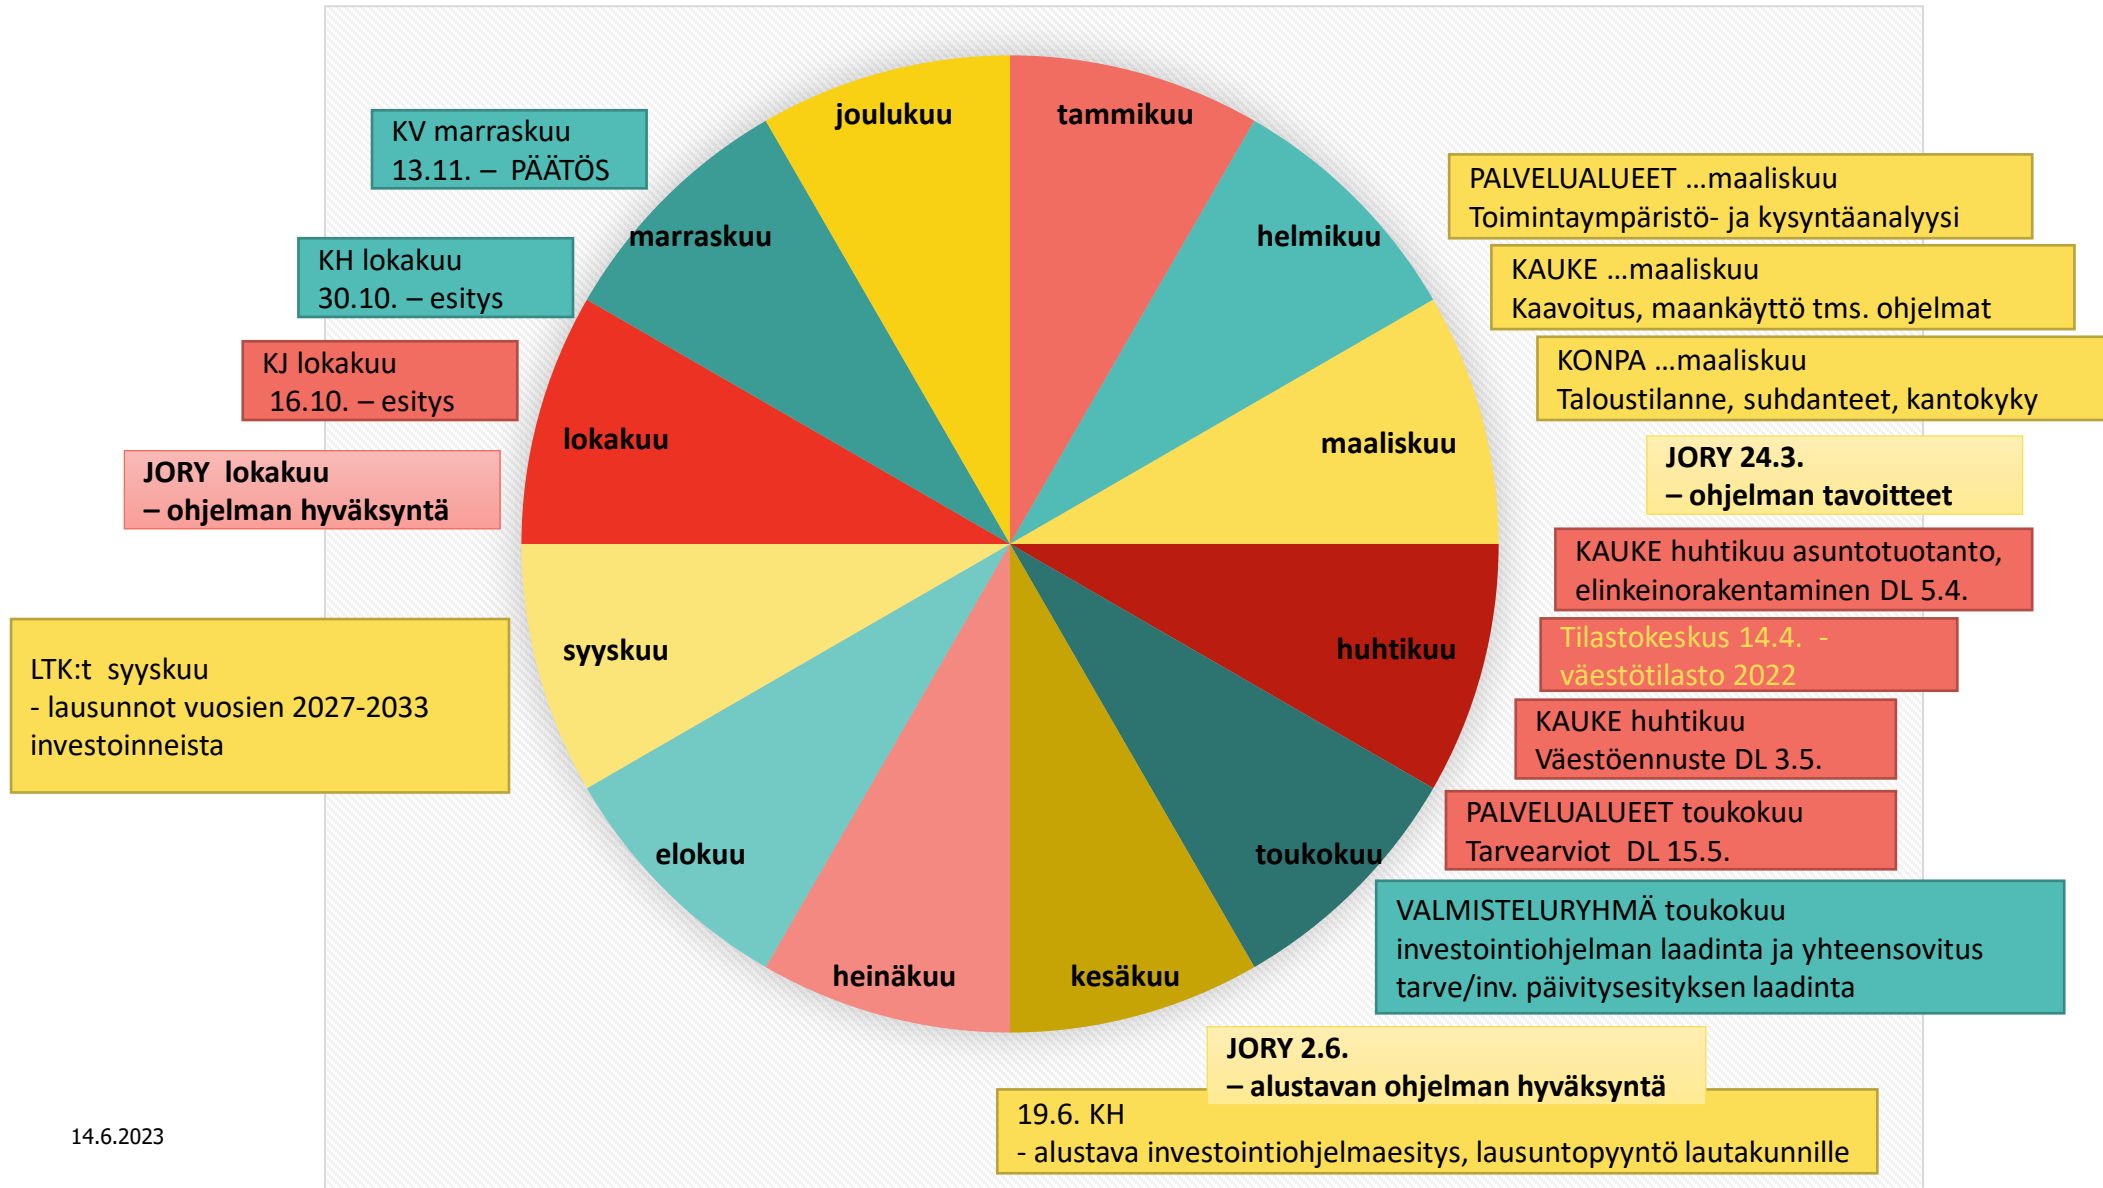 joulukuu
tammikuu
helmikuu
maaliskuu
huhtikuu
toukokuu
kesäkuu
heinäkuu
elokuu
syyskuu
lokakuu
marraskuu
PALVELUALUEET ...maaliskuu
Toimintaympäristö- ja kysyntäanalyysi
KAUKE ...maaliskuu
Kaavoitus, maankäyttö tms. ohjelmat
KONPA ...maaliskuu
Taloustilanne, suhdanteet, kantokyky
JORY 24.3.
– ohjelman tavoitteet
KAUKE huhtikuu asuntotuotanto,
elinkeinorakentaminen DL 5.4.
Tilastokeskus 14.4. -
väestötilasto 2022
KAUKE huhtikuu
Väestöennuste DL 3.5.
PALVELUALUEET toukokuu
Tarvearviot DL 15.5.
VALMISTELURYHMÄ toukokuu
investointiohjelman laadinta ja yhteensovitus
tarve/inv. päivitysesityksen laadinta
JORY 2.6.
– alustavan ohjelman hyväksyntä
19.6. KH
- alustava investointiohjelmaesitys, lausuntopyyntö lautakunnille
LTK:t syyskuu
- lausunnot vuosien 2027-2033
investoinneista
JORY lokakuu
– ohjelman hyväksyntä
KJ lokakuu
16.10. – esitys
KH lokakuu
30.10. – esitys
KV marraskuu
13.11. – PÄÄTÖS
14.6.2023